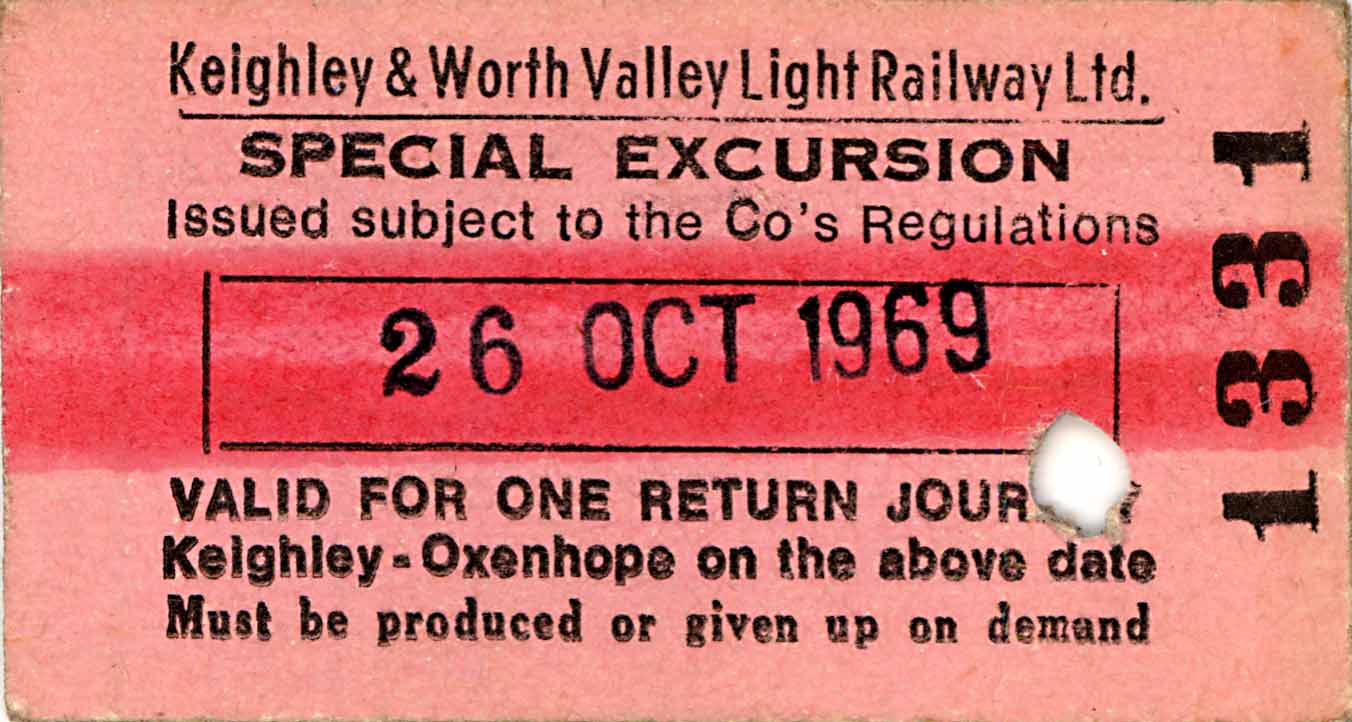 Keighley & Worth Valley Light Railway Ltd.
SPECIAL EXCURSION
Issued subject to the Co's Regulations
26 OCT 1969
VALID FOR ONE RETURN
Keighley - Oxenhope on the above date
Must be produced or given up on demand
1331